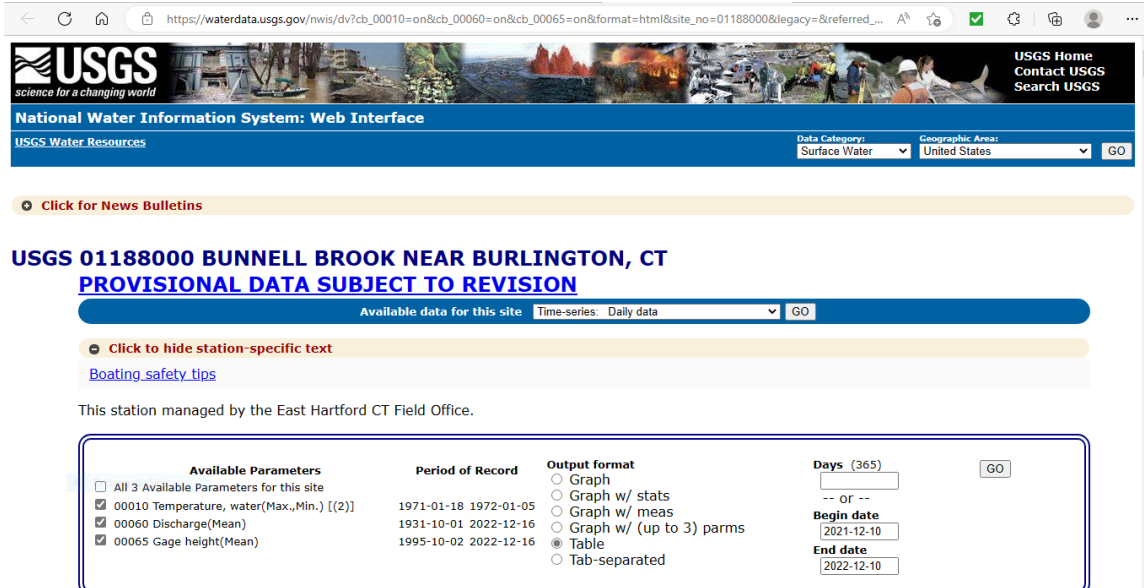 https://waterdata.usgs.gov/nwis/dv?cb_00010=on&cb_00060=on&cb_00065=on&format=html&site_no=01188000&legacy=&referred_...
USGS
science for a changing world
USGS Home
Contact USGS
Search USGS
National Water Information System: Web Interface
USGS Water Resources
Data Category:
Surface Water
Geographic Area:
United States
GO
Click for News Bulletins
USGS 01188000 BUNNELL BROOK NEAR BURLINGTON, CT
PROVISIONAL DATA SUBJECT TO REVISION
Available data for this site Time-series: Daily data GO
Click to hide station-specific text
Boating safety tips
This station managed by the East Hartford CT Field Office.
Available Parameters
Period of Record
All 3 Available Parameters for this site
00010 Temperature, water(Max.,Min.) [(2)] 1971-01-18 1972-01-05
00060 Discharge(Mean) 1931-10-01 2022-12-16
00065 Gage height(Mean) 1995-10-02 2022-12-16
Output format
Graph
Graph w/ stats
Graph w/ meas
Graph w/ (up to 3) parms
Table
Tab-separated
Days (365)
-- or --
Begin date
2021-12-10
End date
2022-12-10
GO